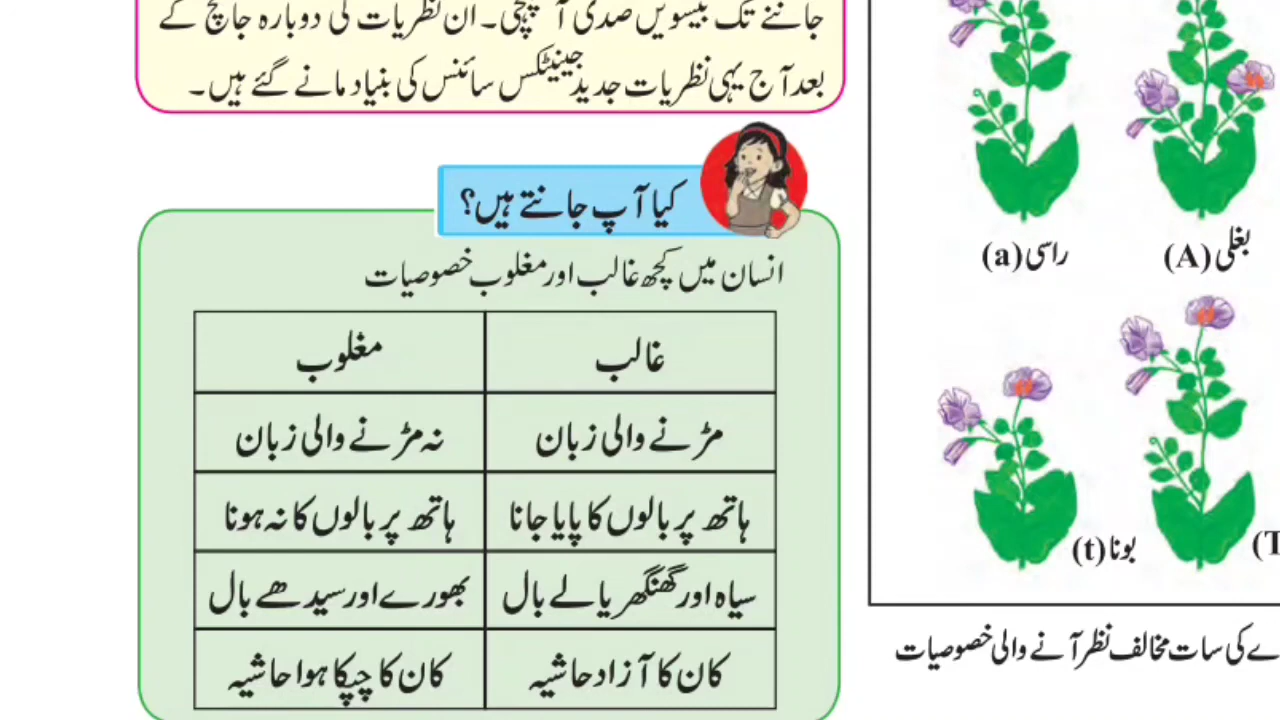 جاننے تک بیسویں صدی آ پہنچی۔ ان نظریات کی دوبارہ جانچ کے
بعد آج یہی نظریات جدید جینیٹکس سائنس کی بنیاد مانے گئے ہیں۔
کیا آپ جانتے ہیں؟
انسان میں کچھ غالب اور مغلوب خصوصیات
غالب مغلوب
مڑنے والی زبان نہ مڑنے والی زبان
ہاتھ پر بالوں کا پایا جانا ہاتھ پر بالوں کا نہ ہونا
سیاہ اور گھنگھریالے بال بھورے اور سیدھے بال
کان کا آزاد حاشیہ کان کا چپکا ہوا حاشیہ
بغلی (A) راسی (a)
(T بونا (t)
ے کی سات مخالف نظر آنے والی خصوصیات